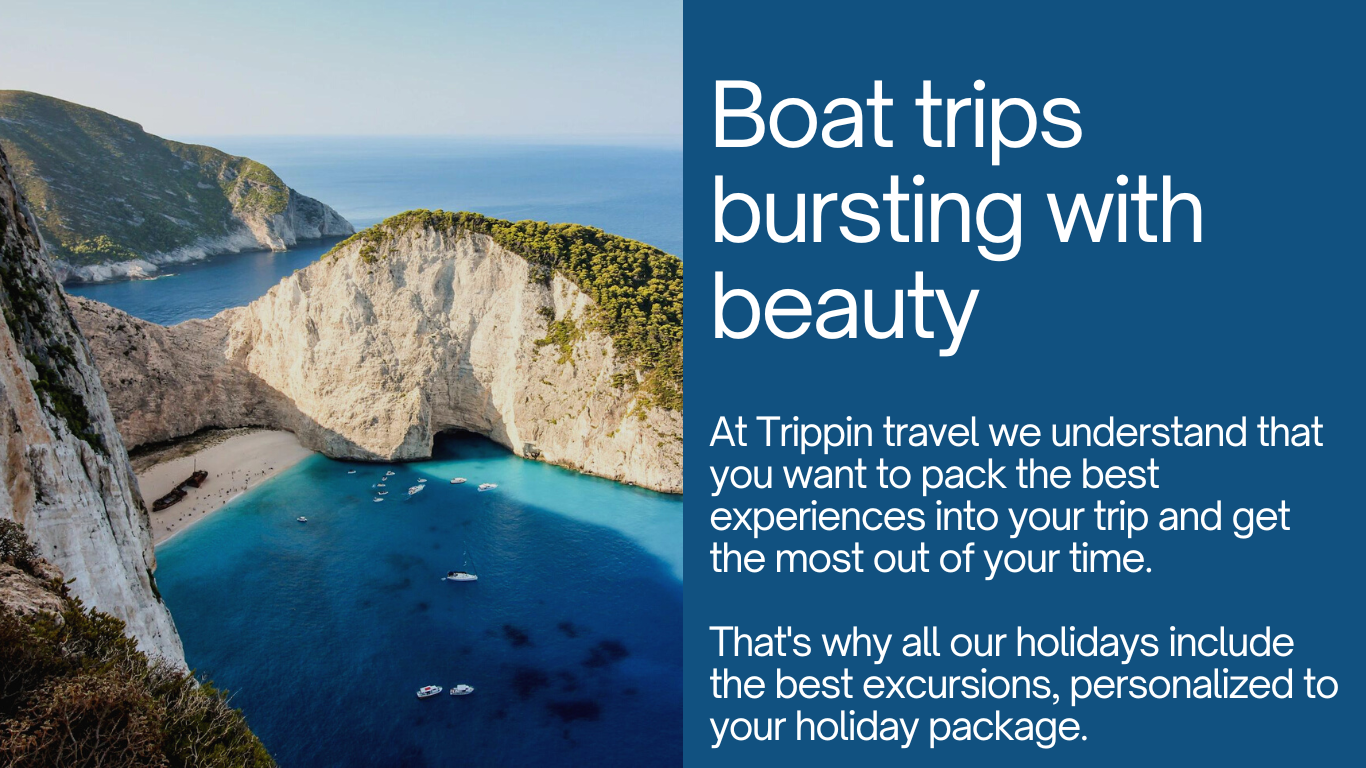 Boat trips
bursting with
beauty
At Trippin travel we understand that
you want to pack the best
experiences into your trip and get
the most out of your time.
That's why all our holidays include
the best excursions, personalized to
your holiday package.